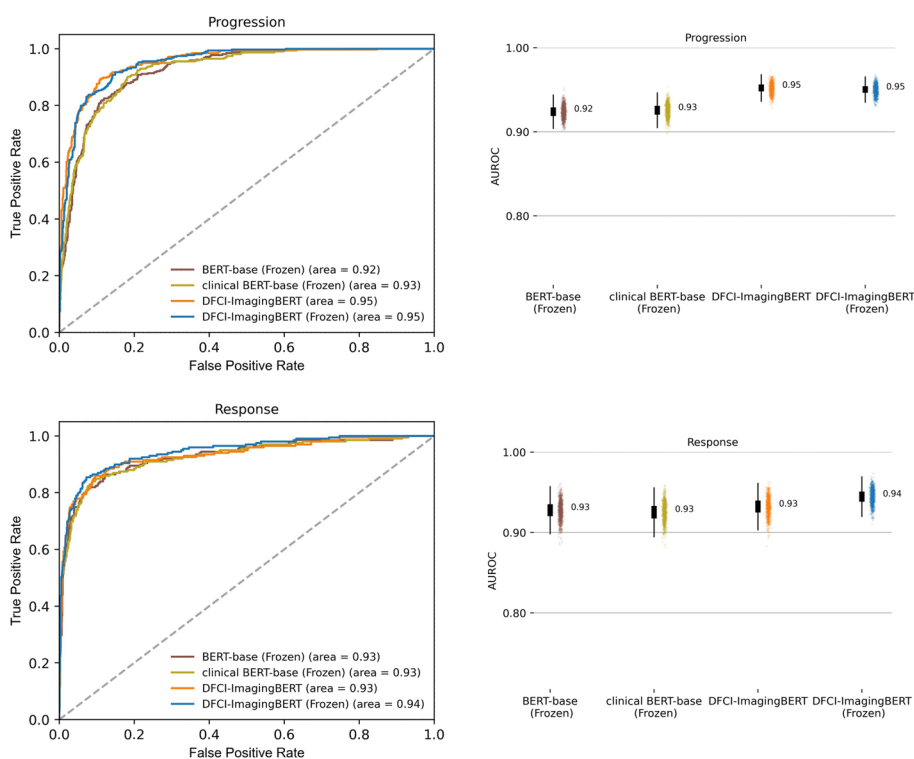 Progression
1.0
0.8
0.6
0.4
0.2
0.0
True Positive Rate
BERT-base (Frozen) (area = 0.92)
clinical BERT-base (Frozen) (area = 0.93)
DFCI-ImagingBERT (area = 0.95)
DFCI-ImagingBERT (Frozen) (area = 0.95)
0.0 0.2 0.4 0.6 0.8 1.0
False Positive Rate
Progression
1.00
0.90
0.80
AUROC
0.92
0.93
0.95
0.95
BERT-base
(Frozen)
clinical BERT-base
(Frozen)
DFCI-ImagingBERT
DFCI-ImagingBERT
(Frozen)
Response
1.0
0.8
0.6
0.4
0.2
0.0
True Positive Rate
BERT-base (Frozen) (area = 0.93)
clinical BERT-base (Frozen) (area = 0.93)
DFCI-ImagingBERT (area = 0.93)
DFCI-ImagingBERT (Frozen) (area = 0.94)
0.0 0.2 0.4 0.6 0.8 1.0
False Positive Rate
Response
1.00
0.90
0.80
AUROC
0.93
0.93
0.93
0.94
BERT-base
(Frozen)
clinical BERT-base
(Frozen)
DFCI-ImagingBERT
DFCI-ImagingBERT
(Frozen)